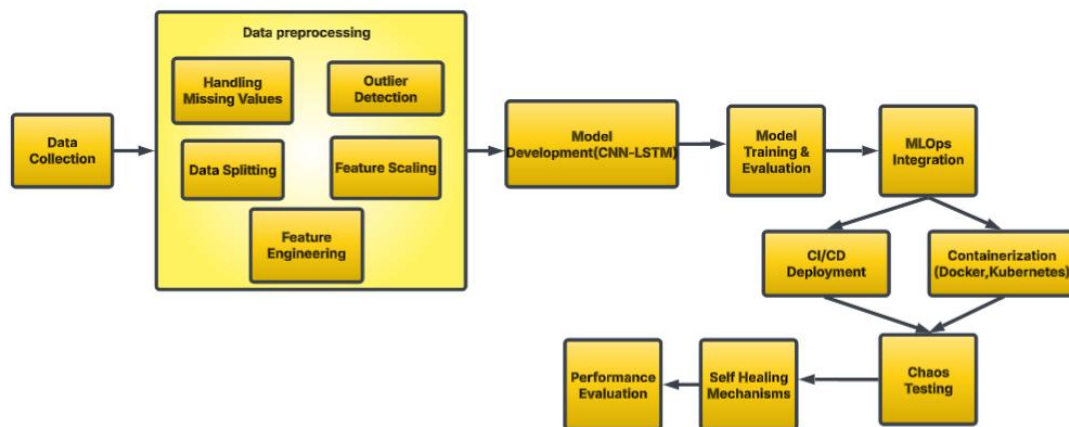 Data preprocessing
Handling
Missing Values
Outlier
Detection
Data
Collection
Data Splitting
Feature Scaling
Feature
Engineering
Model
Development(CNN-LSTM)
Model
Training &
Evaluation
MLOps
Integration
CI/CD
Deployment
Containerization
(Docker,Kubernetes)
Chaos
Testing
Self Healing
Mechanisms
Performance
Evaluation